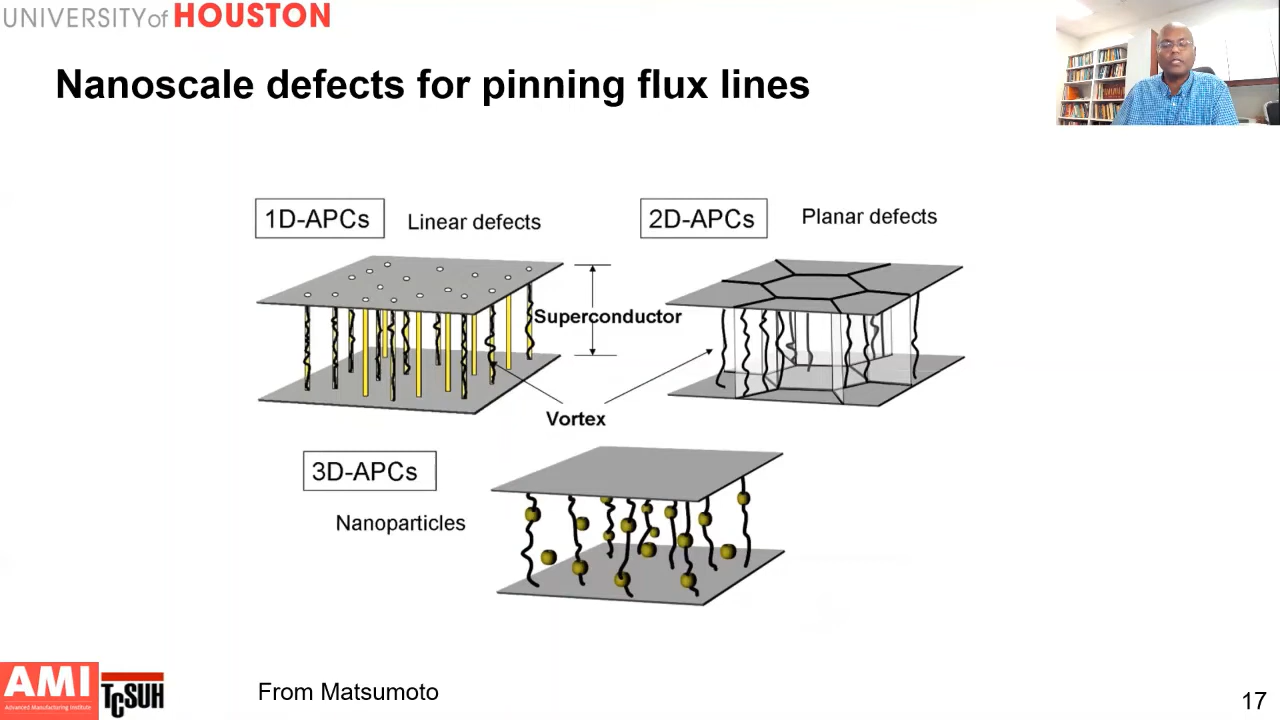 UNIVERSITY of HOUSTON
Nanoscale defects for pinning flux lines
1D-APCs
Linear defects
2D-APCs
Planar defects
Superconductor
Vortex
3D-APCs
Nanoparticles
AMI
Advanced Manufacturing Institute
TCSUH
From Matsumoto
17